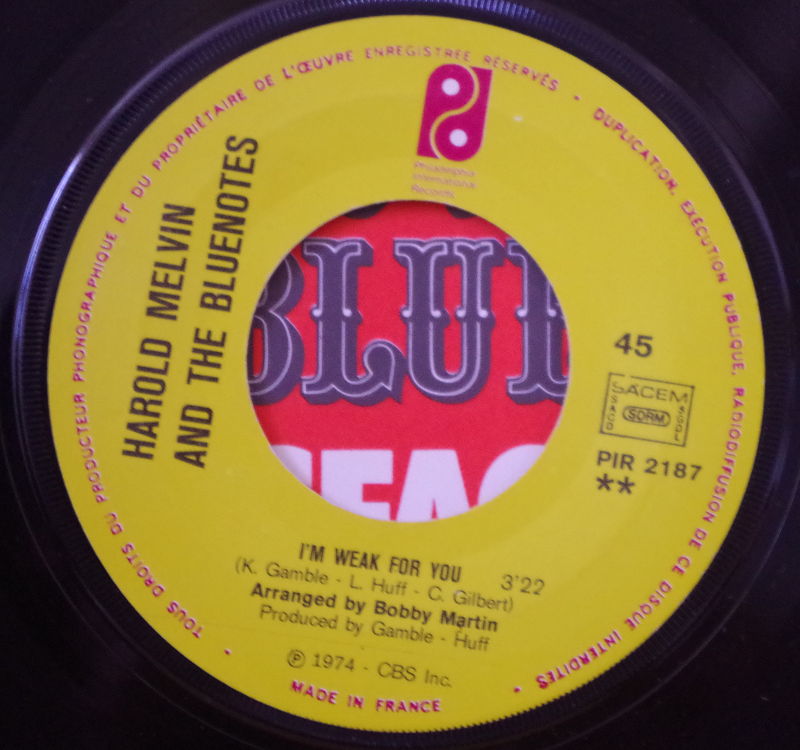 TOUS DROITS DU PRODUCTEUR PHONOGRAPHIQUE ET DU PROPRIÉTAIRE DE L'ŒUVRE ENREGISTRÉE RÉSERVÉS • DUPLICATION, EXÉCUTION PUBLIQUE, RADIODIFFUSION DE CE DISQUE INTERDITES •
Philadelphia
International
Records
HAROLD MELVIN
AND THE BLUENOTES
BLUE
45
SACEM
SACD
SDRM
SGDL
PIR 2187
**
I'M WEAK FOR YOU 3'22
(K. Gamble - L. Huff - C. Gilbert)
Arranged by Bobby Martin
Produced by Gamble - Huff
℗ 1974 - CBS Inc.
MADE IN FRANCE